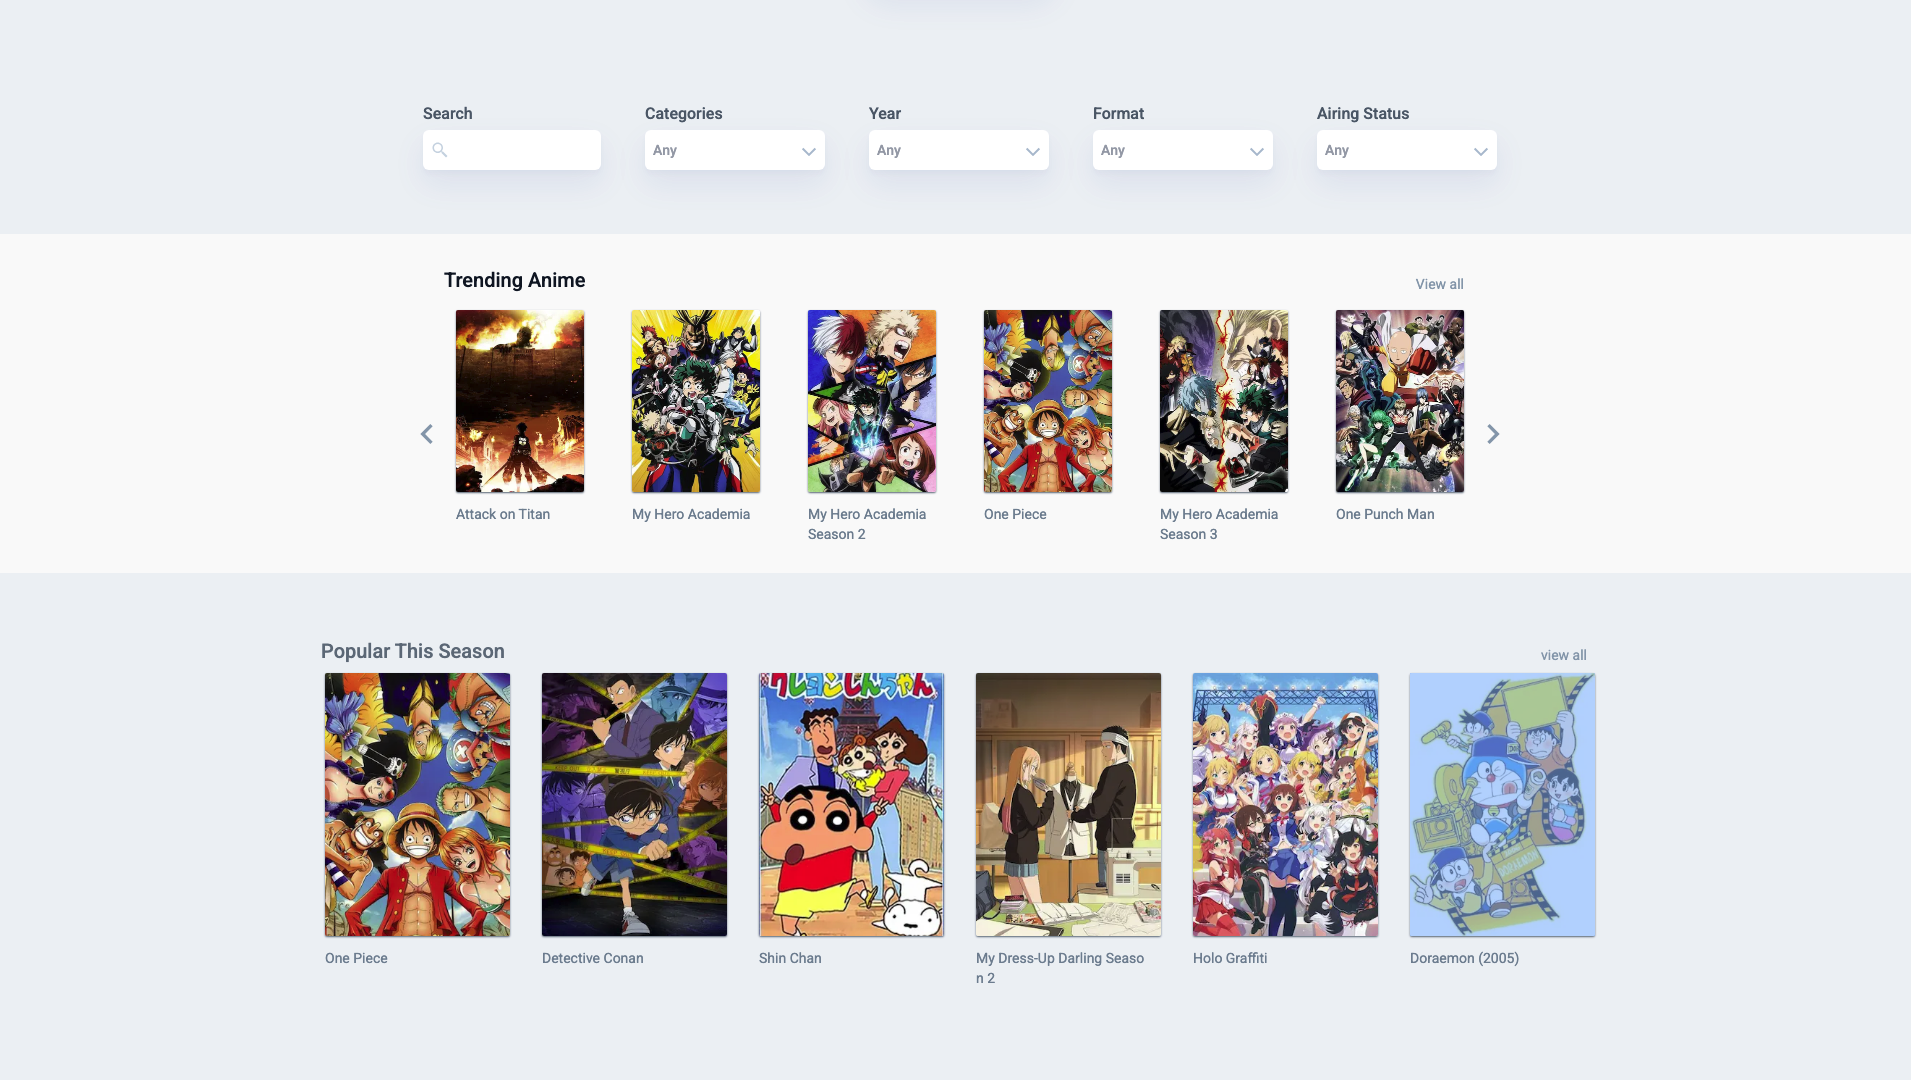 Search
Categories
Year
Format
Airing Status
Any
Any
Any
Any
Trending Anime
View all
Attack on Titan
My Hero Academia
My Hero Academia
Season 2
One Piece
My Hero Academia
Season 3
One Punch Man
Popular This Season
view all
クレヨンしんちゃん
One Piece
Detective Conan
Shin Chan
My Dress-Up Darling Seaso
n 2
Holo Graffiti
Doraemon (2005)